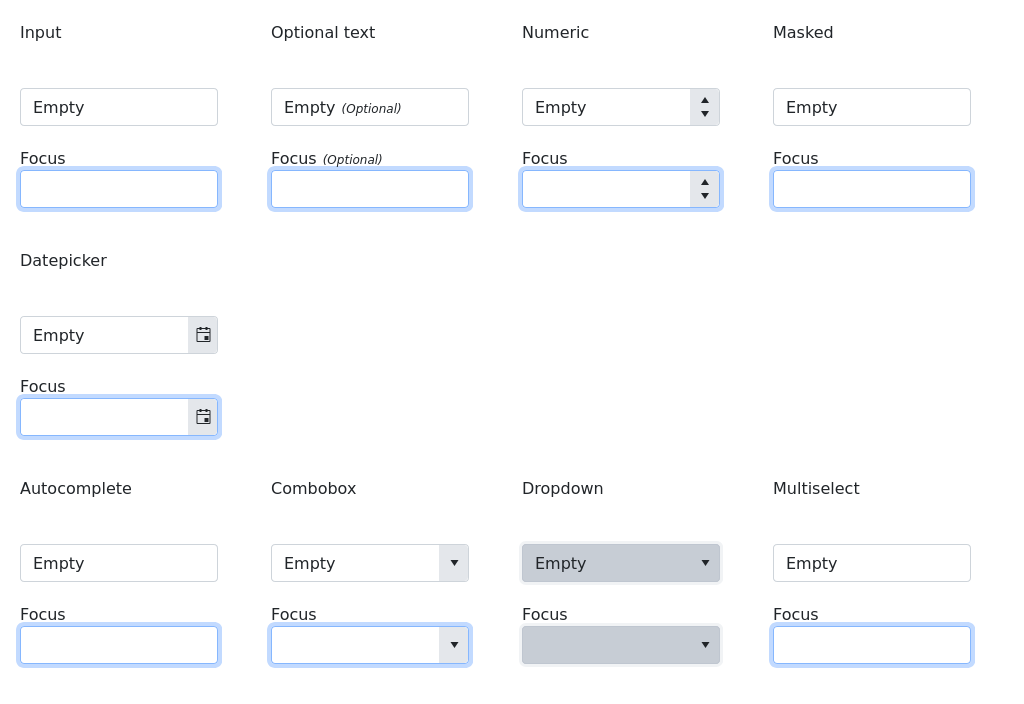 Input Optional text Numeric Masked
Empty Empty (Optional) Empty Empty
Focus Focus (Optional) Focus Focus
Datepicker
Empty
Focus
Autocomplete Combobox Dropdown Multiselect
Empty Empty Empty Empty
Focus Focus Focus Focus